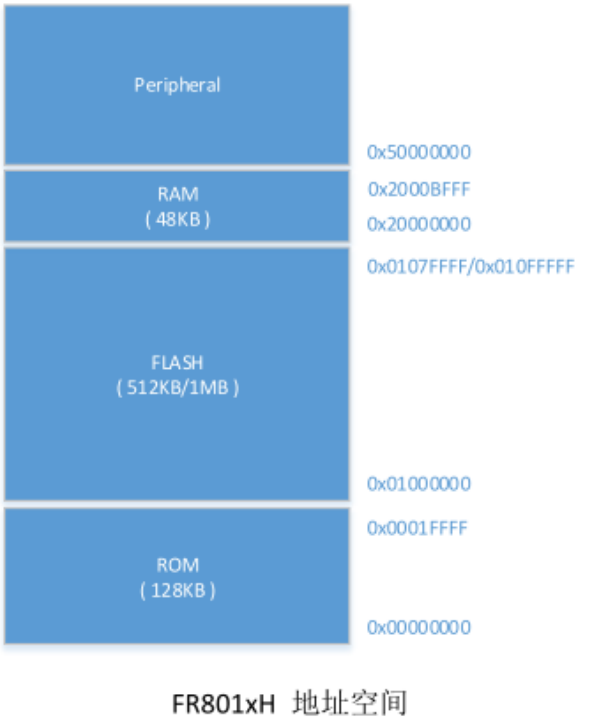 Peripheral
0x50000000
RAM
( 48KB )
0x2000BFFF
0x20000000
0x0107FFFF/0x010FFFFF
FLASH
( 512KB/1MB )
0x01000000
0x0001FFFF
ROM
( 128KB )
0x00000000
FR801xH 地址空间